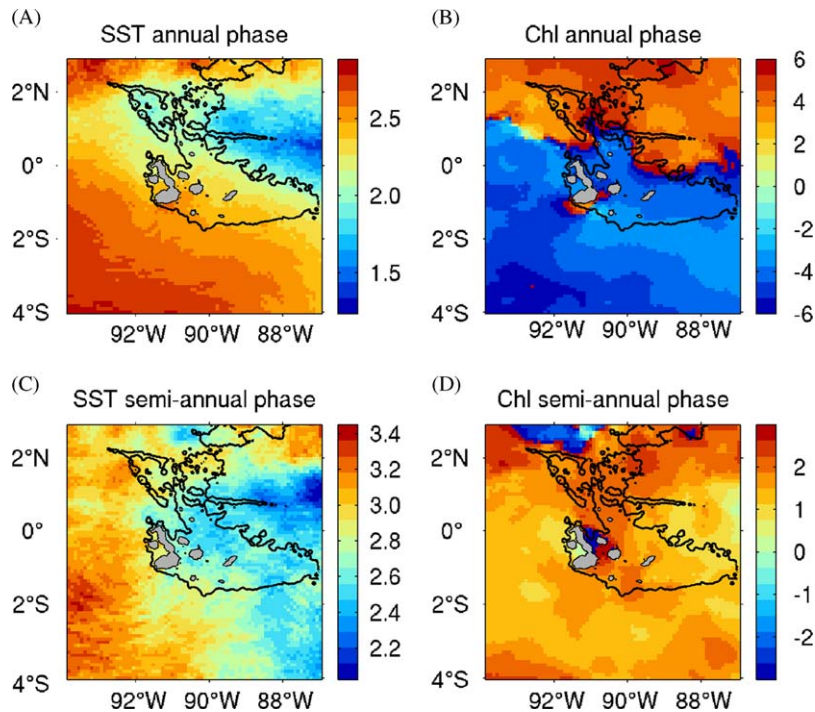 (A)
SST annual phase
2°N
0°
2°S
4°S
92°W 90°W 88°W
2.5
2.0
1.5
(B)
Chl annual phase
2°N
0°
2°S
4°S
92°W 90°W 88°W
6
4
2
0
-2
-4
-6
(C)
SST semi-annual phase
2°N
0°
2°S
4°S
92°W 90°W 88°W
3.4
3.2
3.0
2.8
2.6
2.4
2.2
2.0
(D)
Chl semi-annual phase
2°N
0°
2°S
4°S
92°W 90°W 88°W
2
1
0
-1
-2